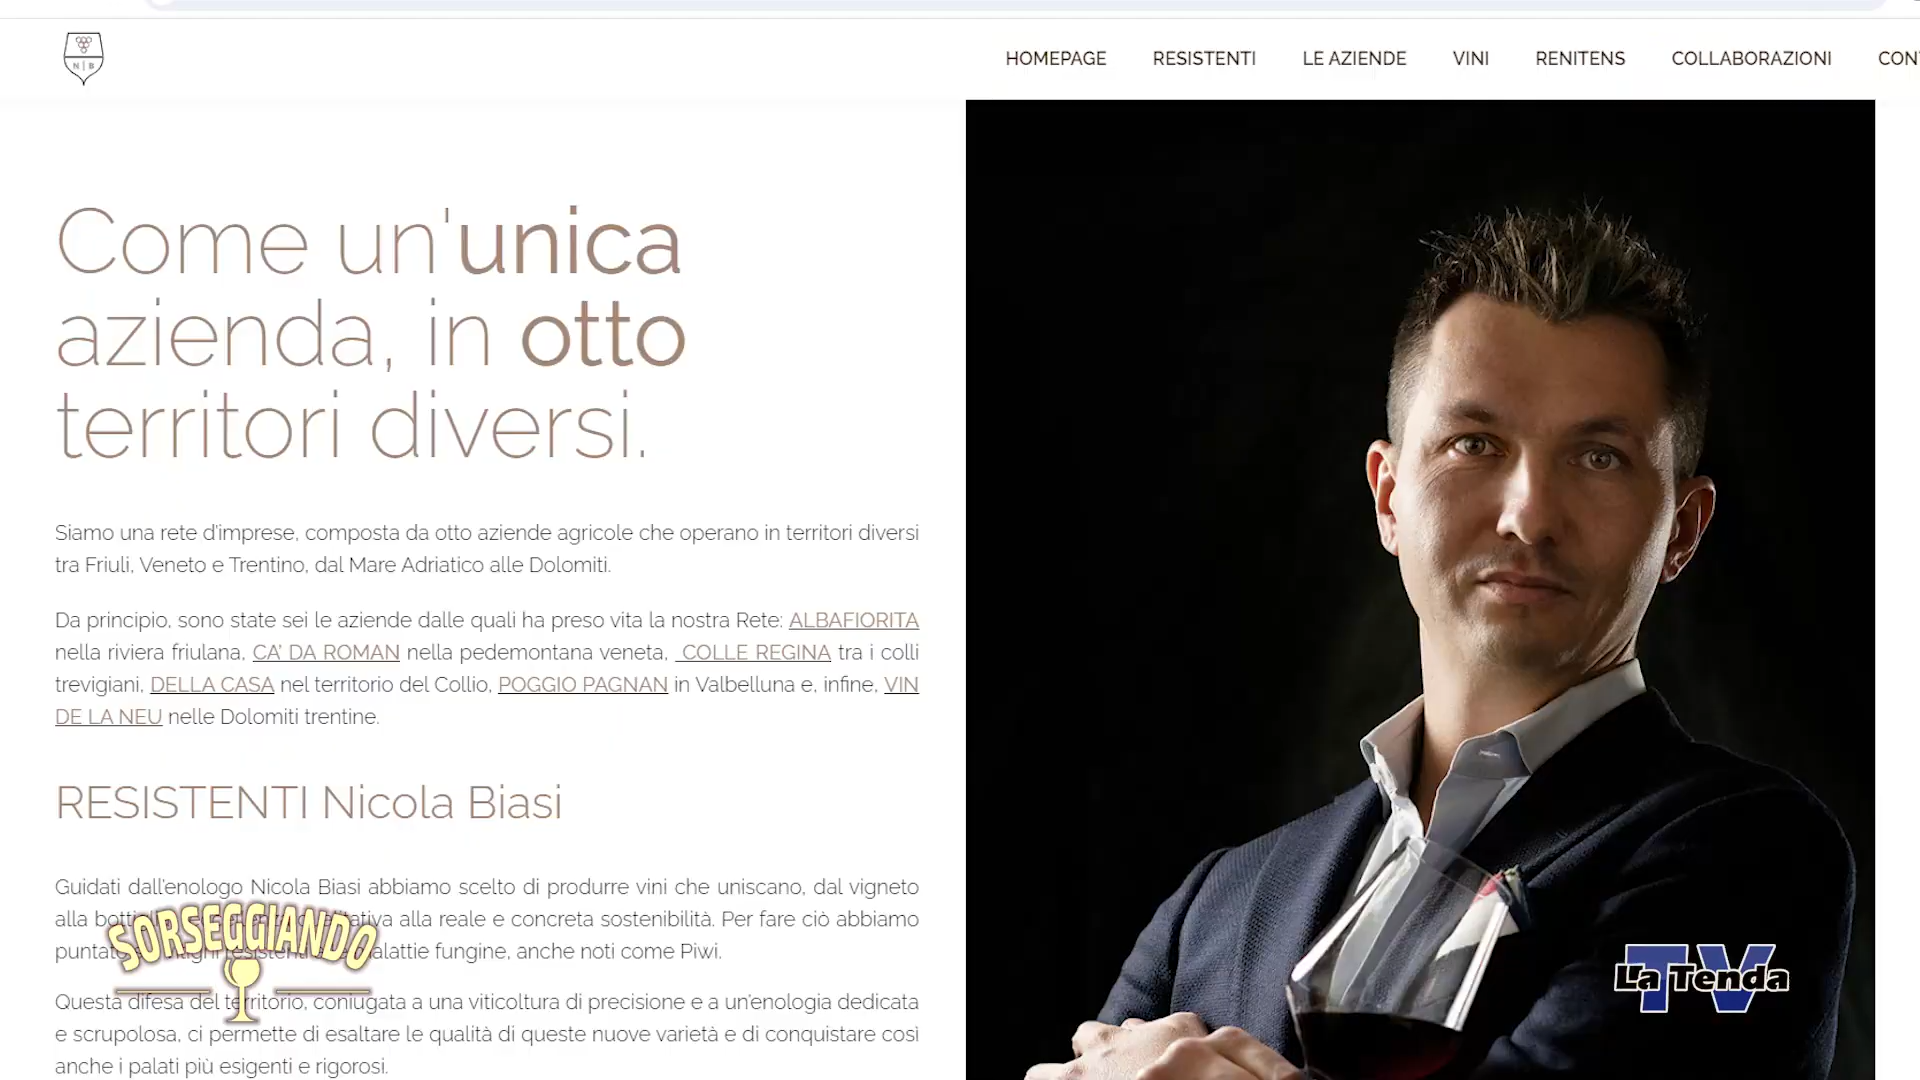 N | B
HOMEPAGE RESISTENTI LE AZIENDE VINI RENITENS COLLABORAZIONI
Come un'unica
azienda, in otto
territori diversi.
Siamo una rete d'imprese, composta da otto aziende agricole che operano in territori diversi
tra Friuli, Veneto e Trentino, dal Mare Adriatico alle Dolomiti.
Da principio, sono state sei le aziende dalle quali ha preso vita la nostra Rete: ALBAFIORITA
nella riviera friulana, CA' DA ROMAN nella pedemontana veneta, COLLE REGINA tra i colli
trevigiani, DELLA CASA nel territorio del Collio, POGGIO PAGNAN in Valbelluna e, infine, VIN
DE LA NEU nelle Dolomiti trentine.
RESISTENTI Nicola Biasi
Guidati dall'enologo Nicola Biasi abbiamo scelto di produrre vini che uniscano, dal vigneto
alla alla reale e concreta sostenibilità. Per fare ciò abbiamo
malattie fungine, anche noti come Piwi.
SORSEGGIANDO
Questa difesa del territorio, coniugata a una viticoltura di precisione e a un'enologia dedicata
e scrupolosa, ci permette di esaltare le qualità di queste nuove varietà e di conquistare così
anche i palati più esigenti e rigorosi.
La Tenda
TV